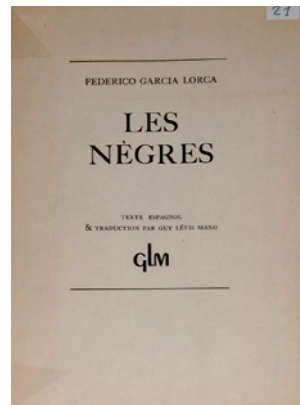 21
FEDERICO GARCIA LORCA
LES
NÈGRES
TEXTE ESPAGNOL
& TRADUCTION PAR GUY LÉVIS MANO
GLM